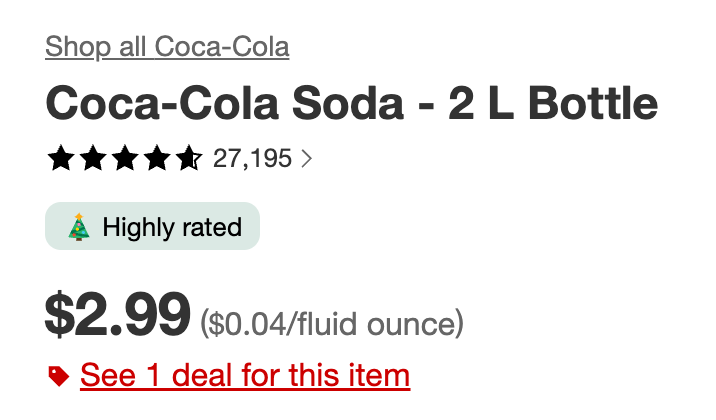 Shop all Coca-Cola
Coca-Cola Soda - 2 L Bottle
27,195
Highly rated
$2.99 ($0.04/fluid ounce)
See 1 deal for this item